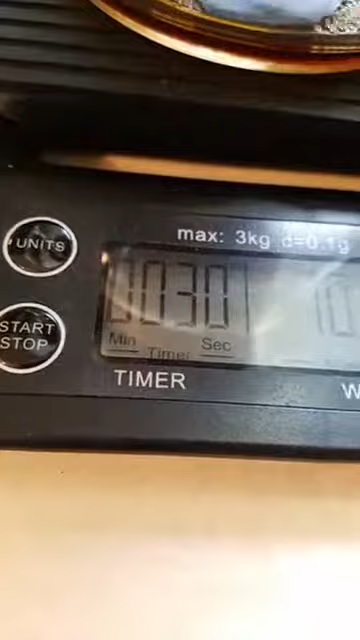 max: 3kg d=0.1g
UNITS
0030
START
STOP
Min
Timer
Sec
TIMER
W